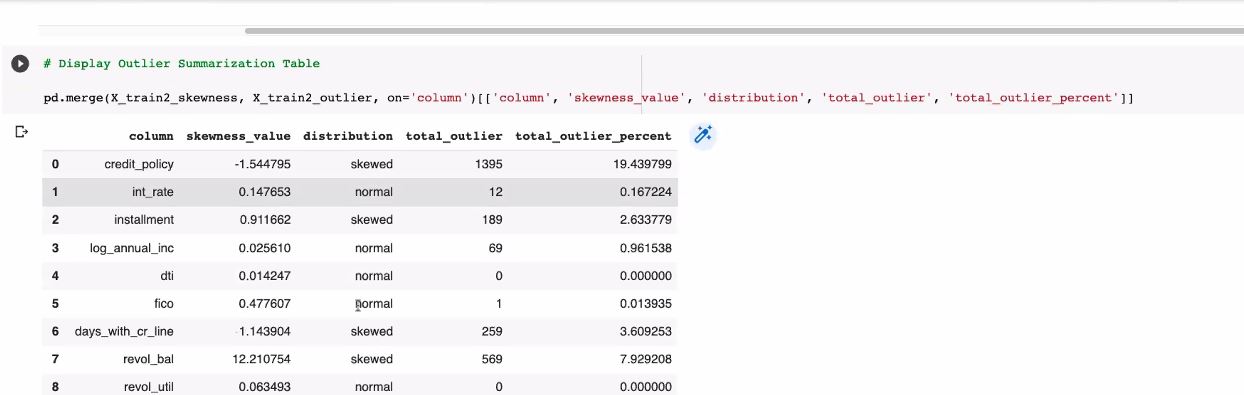 # Display Outlier Summarization Table
pd.merge(X_train2_skewness, X_train2_outlier, on='column')[['column', 'skewness_value', 'distribution', 'total_outlier', 'total_outlier_percent']]
column skewness_value distribution total_outlier total_outlier_percent
0 credit_policy -1.544795 skewed 1395 19.439799
1 int_rate 0.147653 normal 12 0.167224
2 installment 0.911662 skewed 189 2.633779
3 log_annual_inc 0.025610 normal 69 0.961538
4 dti 0.014247 normal 0 0.000000
5 fico 0.477607 normal 1 0.013935
6 days_with_cr_line 1.143904 skewed 259 3.609253
7 revol_bal 12.210754 skewed 569 7.929208
8 revol_util 0.063493 normal 0 0.000000